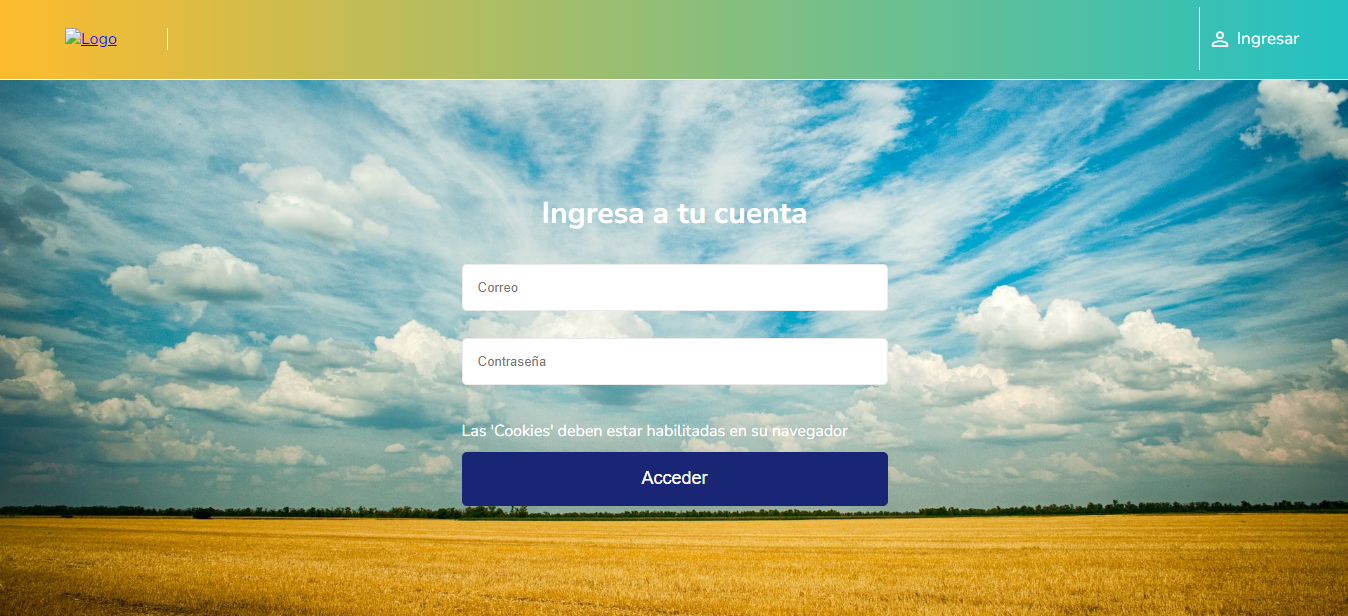 Logo
Ingresar
Ingresa a tu cuenta
Correo
Contraseña
Las 'Cookies' deben estar habilitadas en su navegador
Acceder